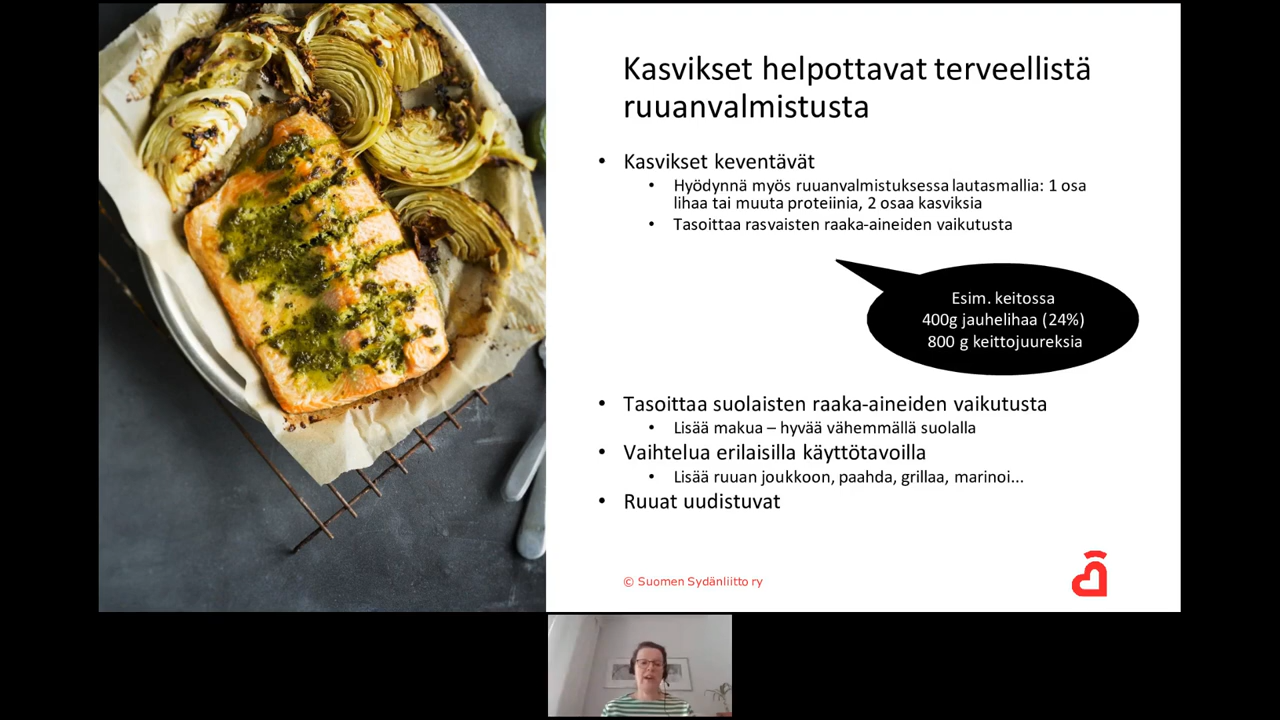 Kasvikset helpottavat terveellistä
ruuanvalmistusta
• Kasvikset keventävät
• Hyödynnä myös ruuanvalmistuksessa lautasmallia: 1 osa
lihaa tai muuta proteiinia, 2 osaa kasviksia
• Tasoittaa rasvaisten raaka-aineiden vaikutusta
Esim. keitossa
400g jauhelihaa (24%)
800 g keittojuureksia
• Tasoittaa suolaisten raaka-aineiden vaikutusta
• Lisää makua – hyvää vähemmällä suolalla
• Vaihtelua erilaisilla käyttötavoilla
• Lisää ruuan joukkoon, paahda, grillaa, marinoi...
• Ruuat uudistuvat
© Suomen Sydänliitto ry